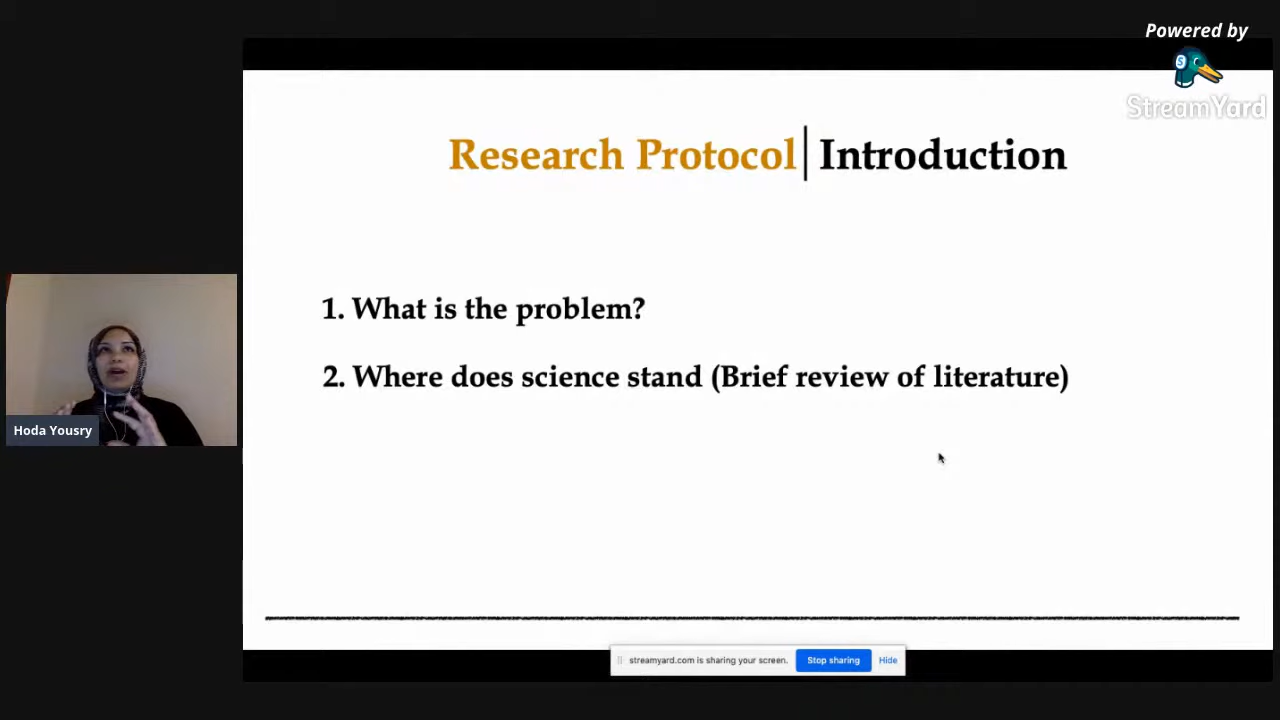 Powered by
StreamYard
Research Protocol Introduction
1. What is the problem?
2. Where does science stand (Brief review of literature)
Hoda Yousry
streamyard.com is sharing your screen. Stop sharing Hide